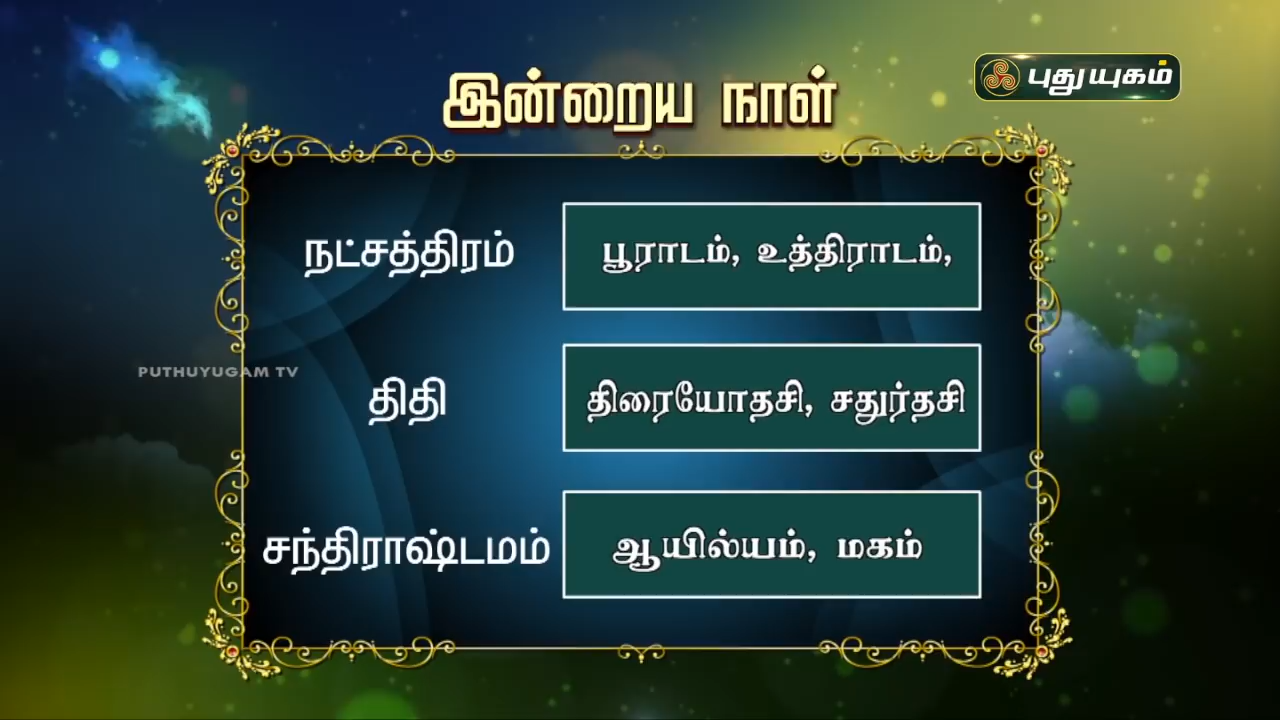 புதுயுகம்
இன்றைய நாள்
நட்சத்திரம்
பூராடம், உத்திராடம்,
PUTHUYUGAM TV
திதி
திரையோதசி, சதுர்தசி
சந்திராஷ்டமம்
ஆயில்யம், மகம்